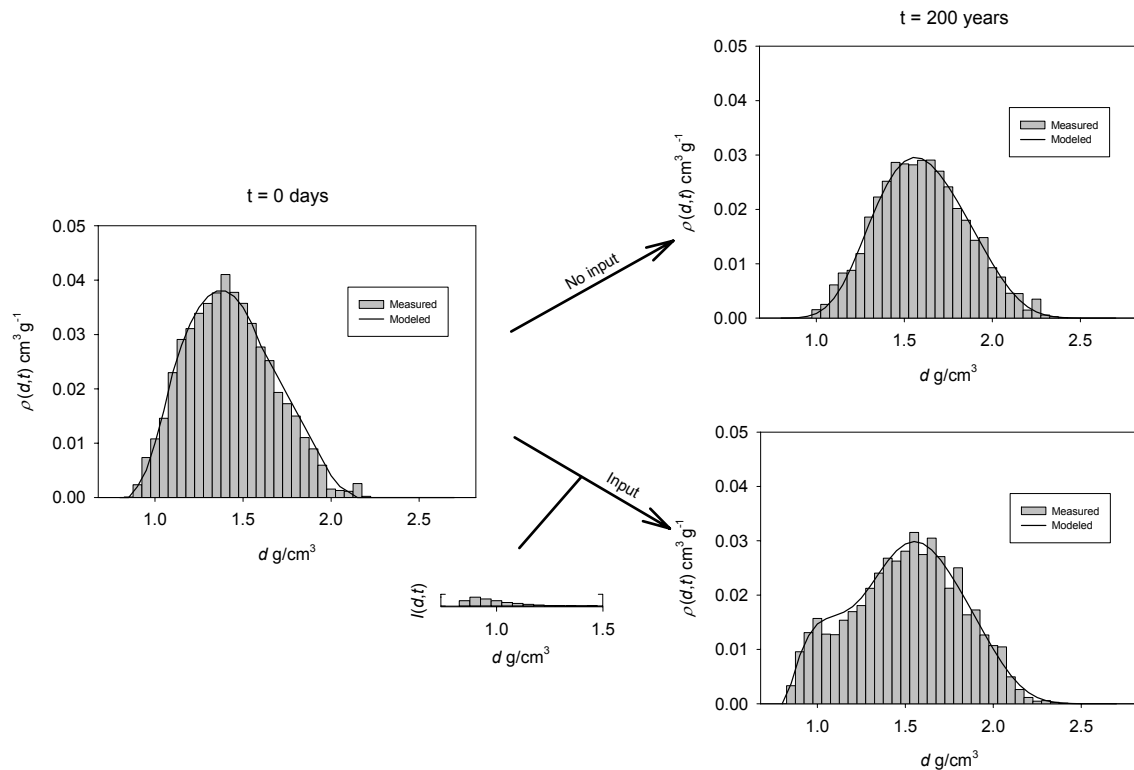 t = 200 years
0.05
0.04
0.03
0.02
0.01
0.00
ρ(d,t) cm³ g⁻¹
Measured
Modeled
1.0 1.5 2.0 2.5
d g/cm³
t = 0 days
0.05
0.04
0.03
0.02
0.01
0.00
ρ(d,t) cm³ g⁻¹
Measured
Modeled
1.0 1.5 2.0 2.5
d g/cm³
No input
Input
I(d,t)
1.0 1.5
d g/cm³
0.05
0.04
0.03
0.02
0.01
0.00
ρ(d,t) cm³ g⁻¹
Measured
Modeled
1.0 1.5 2.0 2.5
d g/cm³